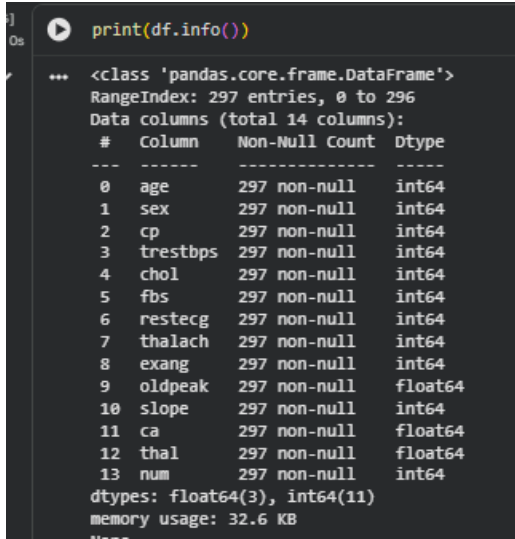 0s
print(df.info())
<class 'pandas.core.frame.DataFrame'>
RangeIndex: 297 entries, 0 to 296
Data columns (total 14 columns):
# Column Non-Null Count Dtype
--- ------ -------------- -----
0 age 297 non-null int64
1 sex 297 non-null int64
2 cp 297 non-null int64
3 trestbps 297 non-null int64
4 chol 297 non-null int64
5 fbs 297 non-null int64
6 restecg 297 non-null int64
7 thalach 297 non-null int64
8 exang 297 non-null int64
9 oldpeak 297 non-null float64
10 slope 297 non-null int64
11 ca 297 non-null float64
12 thal 297 non-null float64
13 num 297 non-null int64
dtypes: float64(3), int64(11)
memory usage: 32.6 KB